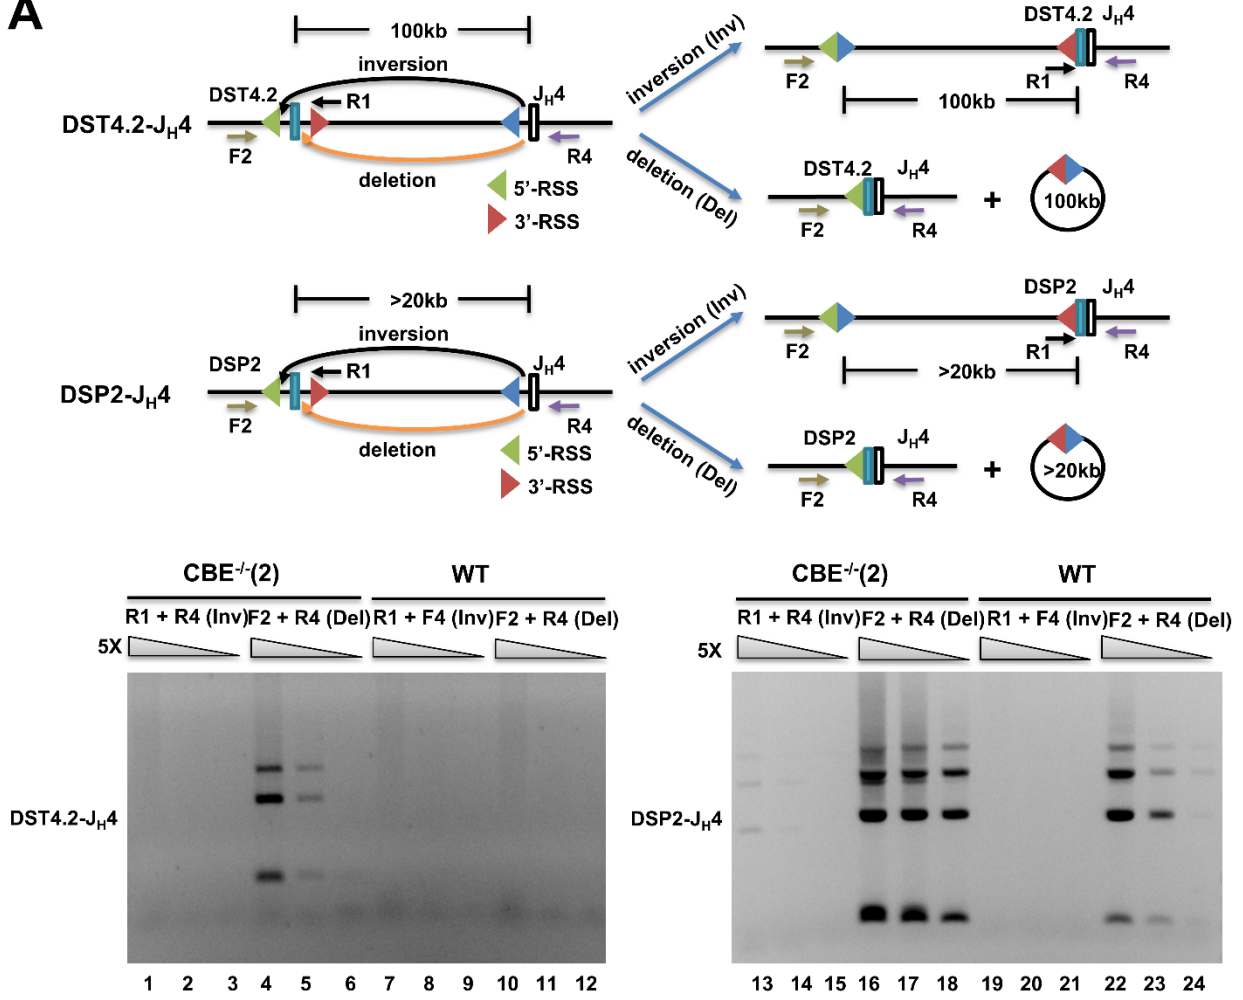 A
100kb
inversion
DST4.2
R1
JH4
DST4.2-JH4
F2
R4
deletion
5'-RSS
3'-RSS
inversion (Inv)
deletion (Del)
DST4.2 JH4
F2
R1
R4
100kb
DST4.2 JH4
+
100kb
F2
R4
>20kb
inversion
DSP2
R1
JH4
DSP2-JH4
F2
R4
deletion
5'-RSS
3'-RSS
inversion (Inv)
deletion (Del)
DSP2 JH4
F2
R1
R4
>20kb
DSP2 JH4
+
>20kb
F2
R4
CBE-/-(2) WT
R1 + R4 (Inv) F2 + R4 (Del) R1 + F4 (Inv) F2 + R4 (Del)
5X
DST4.2-JH4
1 2 3 4 5 6 7 8 9 10 11 12
CBE-/-(2) WT
R1 + R4 (Inv) F2 + R4 (Del) R1 + F4 (Inv) F2 + R4 (Del)
5X
DSP2-JH4
13 14 15 16 17 18 19 20 21 22 23 24